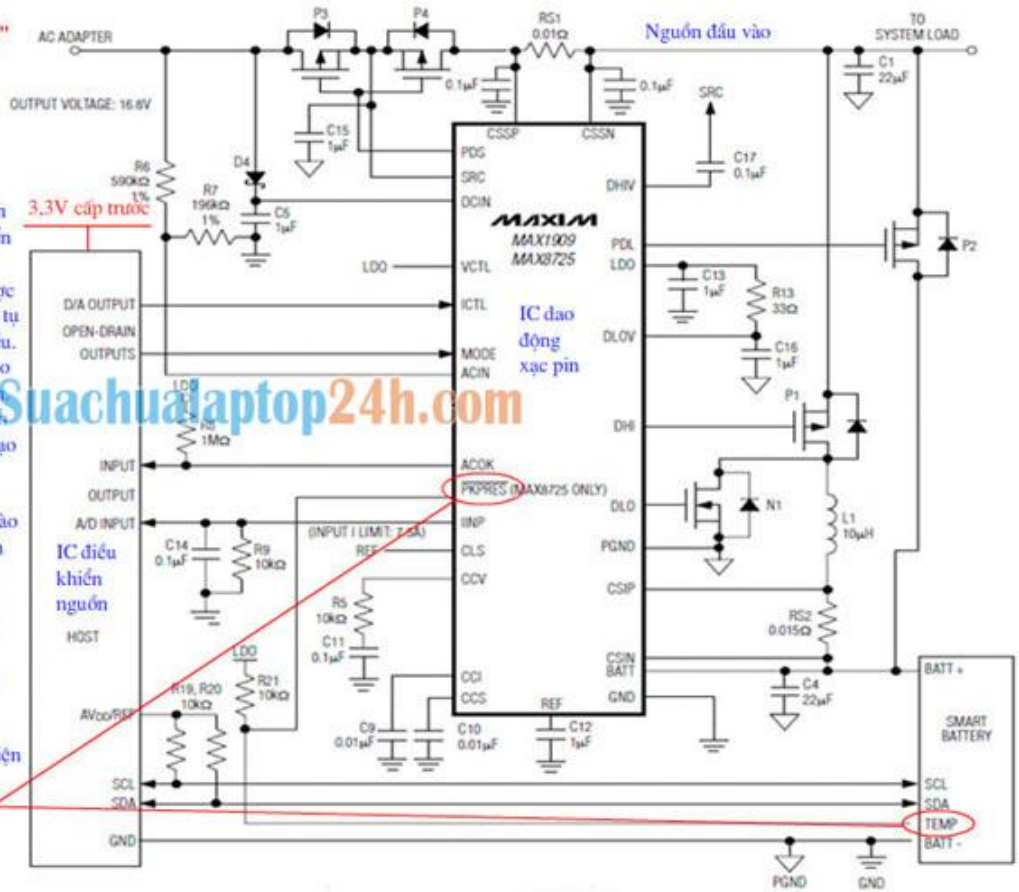 "
P3
P4
RS1
0.01Ω
Nguồn đầu vào
TO
SYSTEM LOAD
AC ADAPTER
C1
22µF
0.1µF
0.1µF
SRC
OUTPUT VOLTAGE: 16.8V
C15
1µF
CSSP
CSSN
PDS
SRC
DCIN
C17
0.1µF
DHIV
R6
590kΩ
1%
D4
R7
196kΩ
1%
C5
1µF
3,3V cấp trước
MAXIM
MAX1909
MAX8725
PDL
P2
LDO
VCTL
LDO
C13
1µF
R13
33Ω
D/A OUTPUT
ICTL
IC dao
động
xạc pin
OPEN-DRAIN
OUTPUTS
MODE
ACIN
DLOV
C16
1µF
LDO
Suachualaptop24h.com
P1
1MΩ
DHI
INPUT
ACOK
OUTPUT
PKPRES (MAX8725 ONLY)
DLO
N1
L1
10µH
A/D INPUT
IINP
(INPUT I LIMIT: 7.5A)
C14
0.1µF
R9
10kΩ
REF
CLS
PGND
IC điều
khiển
nguồn
CCV
CSIP
HOST
R5
10kΩ
RS2
0.015Ω
C11
0.1µF
LDO
CSIN
BATT
BATT +
R19, R20
10kΩ
R21
10kΩ
CCI
CCS
GND
C4
22µF
AVDD/REF
REF
C9
0.01µF
C10
0.01µF
C12
1µF
SMART
BATTERY
SCL
SCL
SDA
SDA
TEMP
GND
BATT -
PGND
GND